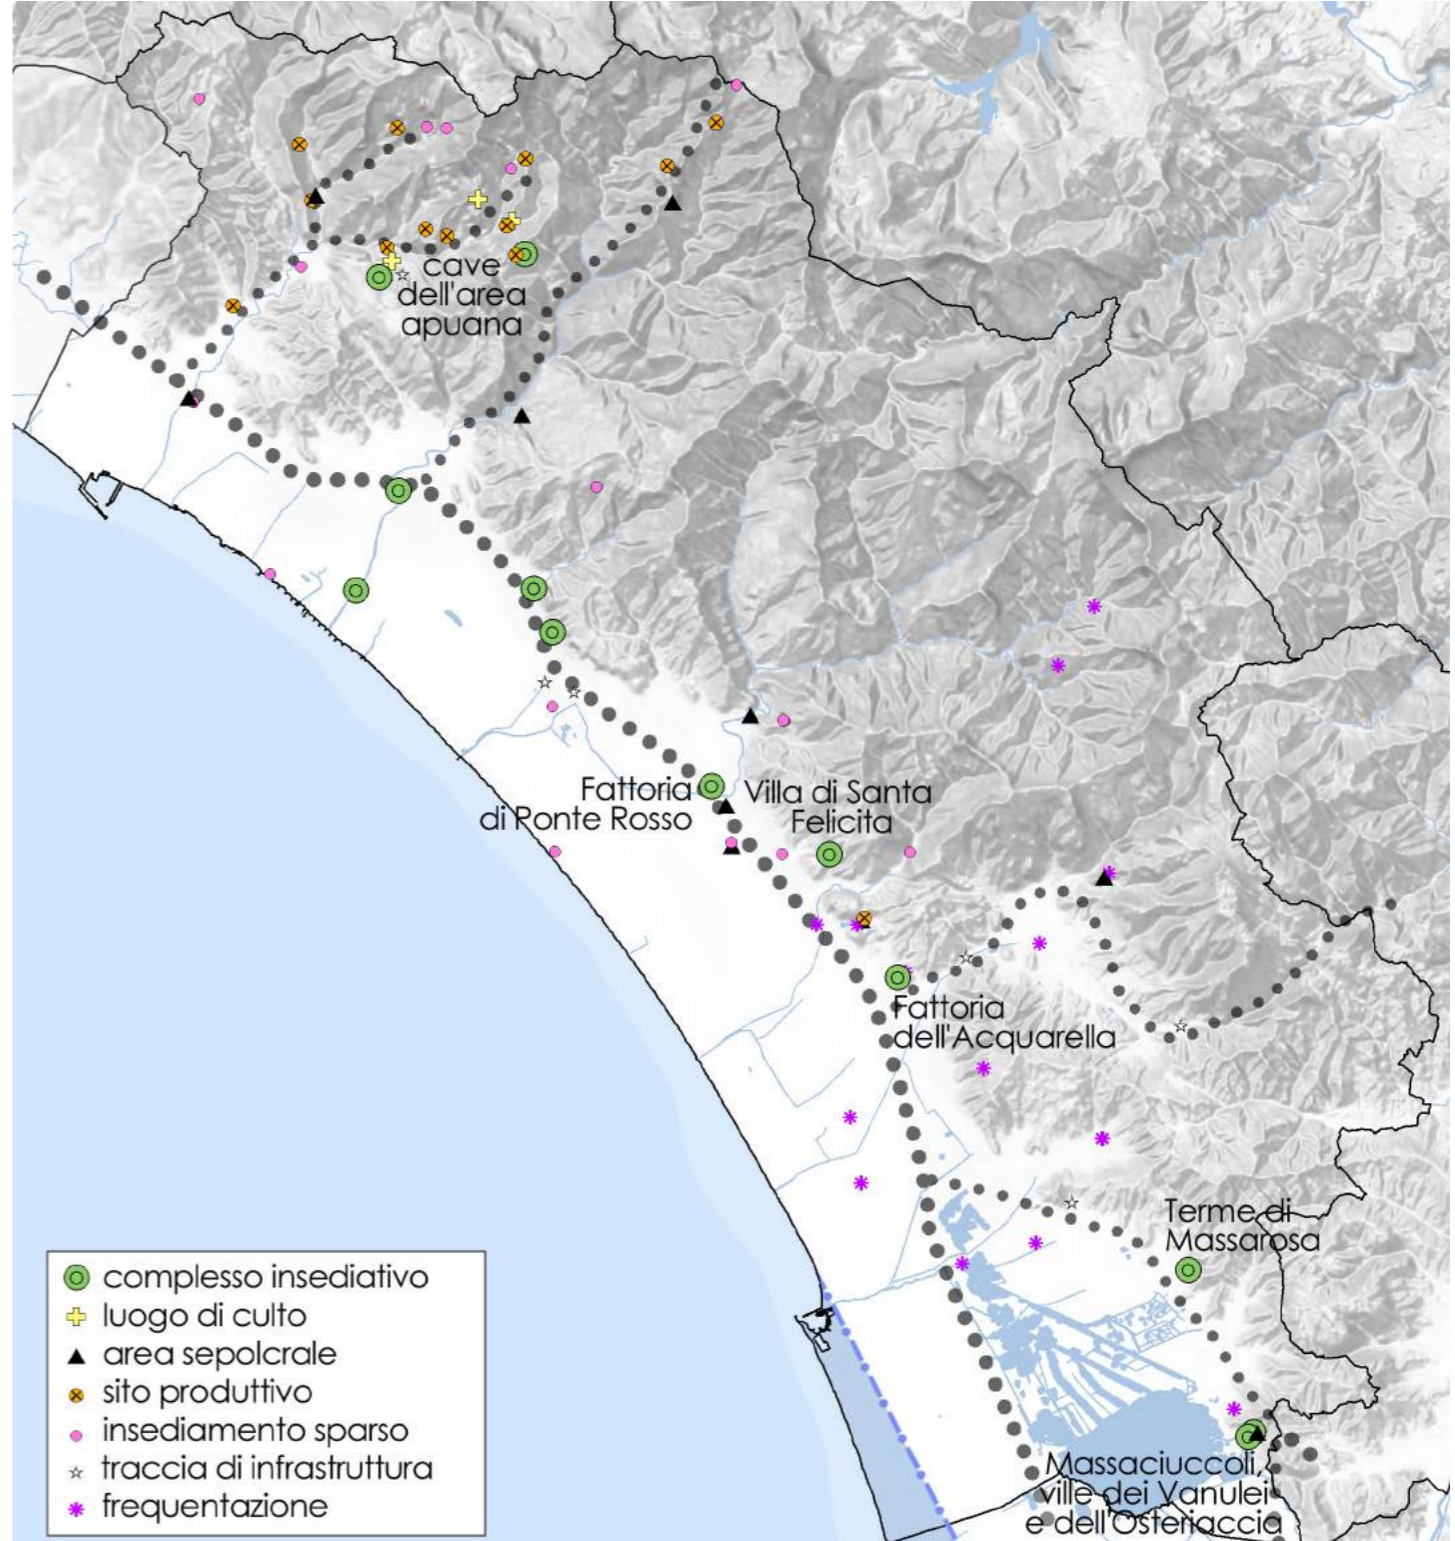 cave
dell'area
apuana
Fattoria
di Ponte Rosso
Villa di Santa
Felicita
Fattoria
dell'Acquarella
Terme di
Massarosa
Massaciuccoli,
ville dei Vanulei
e dell'Osteriaccia
complesso insediativo
luogo di culto
area sepolcrale
sito produttivo
insediamento sparso
traccia di infrastruttura
frequentazione